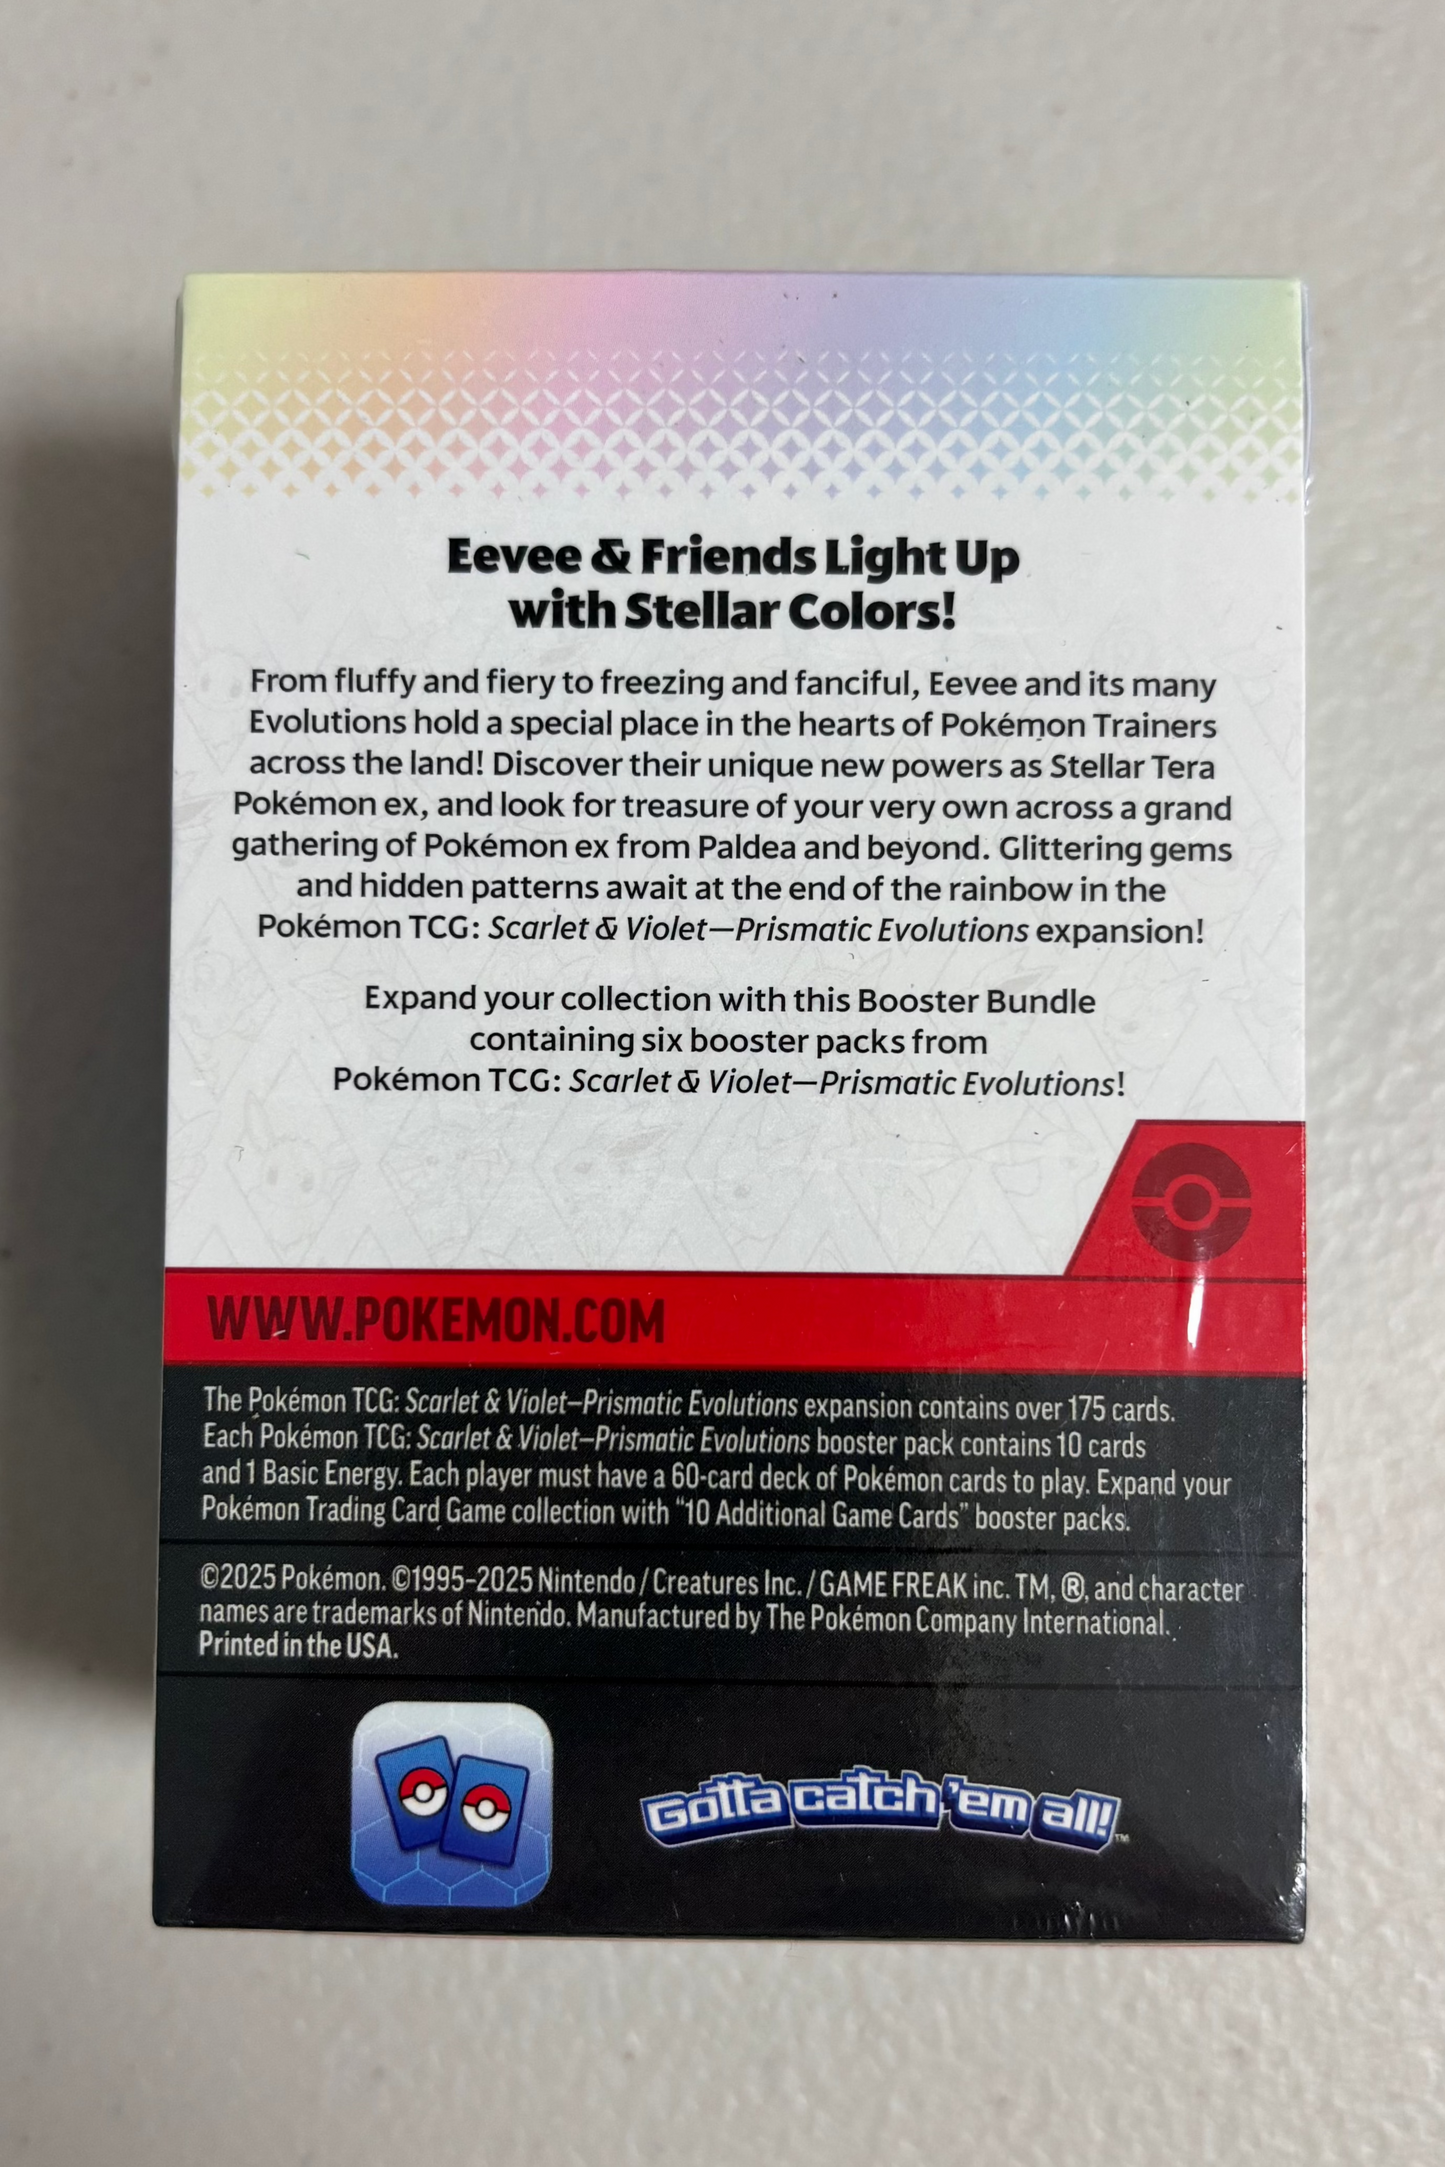 Eevee & Friends Light Up
with Stellar Colors!
From fluffy and fiery to freezing and fanciful, Eevee and its many
Evolutions hold a special place in the hearts of Pokémon Trainers
across the land! Discover their unique new powers as Stellar Tera
Pokémon ex, and look for treasure of your very own across a grand
gathering of Pokémon ex from Paldea and beyond. Glittering gems
and hidden patterns await at the end of the rainbow in the
Pokémon TCG: Scarlet & Violet—Prismatic Evolutions expansion!
Expand your collection with this Booster Bundle
containing six booster packs from
Pokémon TCG: Scarlet & Violet—Prismatic Evolutions!
WWW.POKEMON.COM
The Pokémon TCG: Scarlet & Violet—Prismatic Evolutions expansion contains over 175 cards.
Each Pokémon TCG: Scarlet & Violet—Prismatic Evolutions booster pack contains 10 cards
and 1 Basic Energy. Each player must have a 60-card deck of Pokémon cards to play. Expand your
Pokémon Trading Card Game collection with “10 Additional Game Cards” booster packs.
©2025 Pokémon. ©1995–2025 Nintendo / Creatures Inc. / GAME FREAK inc. TM, ®, and character
names are trademarks of Nintendo. Manufactured by The Pokémon Company International.
Printed in the USA.
Gotta catch 'em all!™